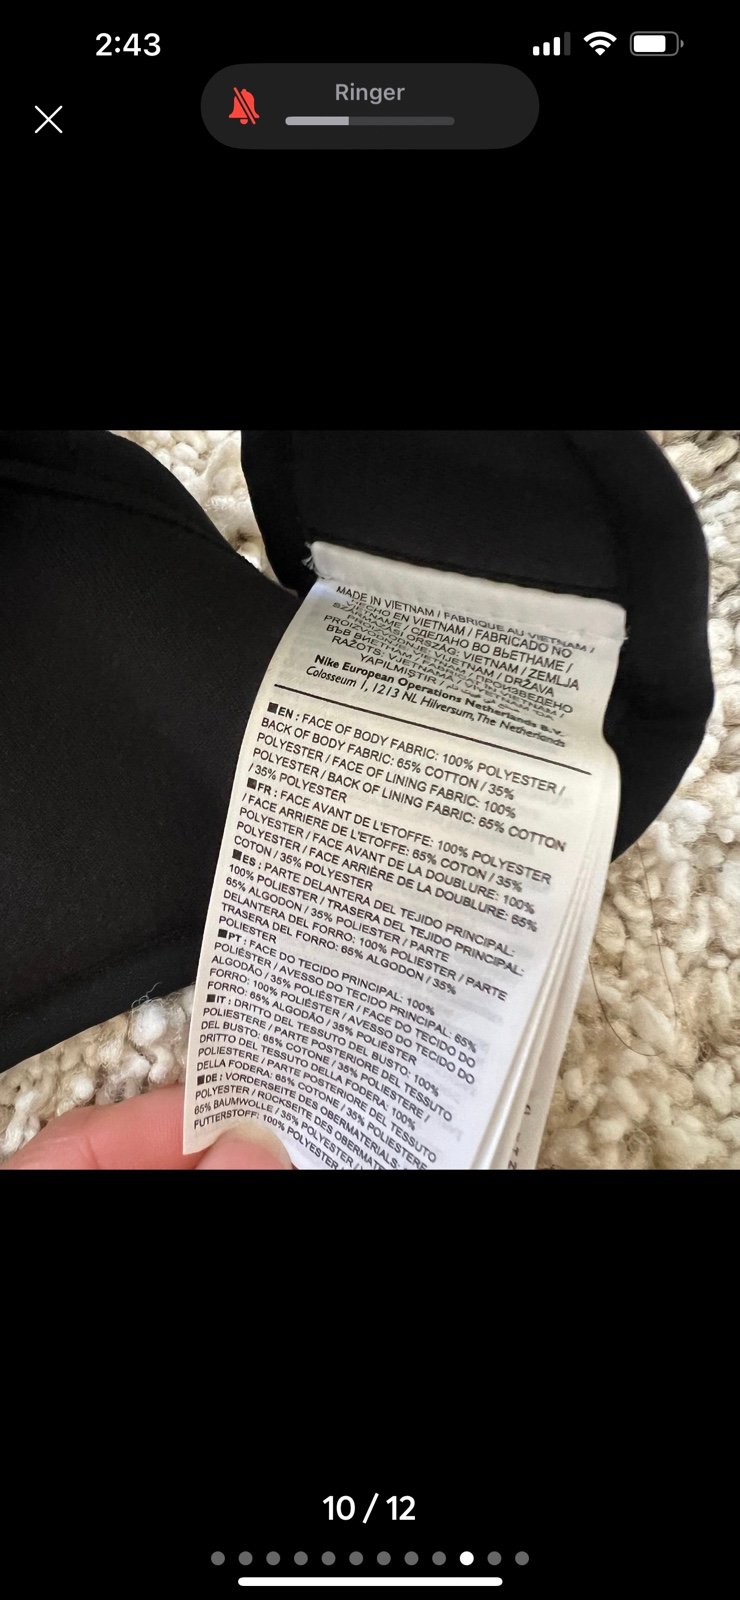 2:43
Ringer
MADE IN VIETNAM / FABRIQUE AU VIETNAM /
HECHO EN VIETNAM / FABRICADO NO
SZÁRMAZÁSI ORSZÁG: VIETNAM / ZEMLJA
Nike European Operations Netherlands B.V.
Colosseum 1, 1213 NL Hilversum, The Netherlands
EN : FACE OF BODY FABRIC: 100% POLYESTER /
BACK OF BODY FABRIC: 65% COTTON / 35%
POLYESTER / FACE OF LINING FABRIC: 100%
POLYESTER / BACK OF LINING FABRIC: 65% COTTON
/ 35% POLYESTER
FR : FACE AVANT DE L'ETOFFE: 100% POLYESTER
/ FACE ARRIERE DE L'ETOFFE: 65% COTON / 35%
POLYESTER / FACE AVANT DE LA DOUBLURE: 100%
POLYESTER / FACE ARRIÈRE DE LA DOUBLURE: 65%
COTON / 35% POLYESTER
ES : PARTE DELANTERA DEL TEJIDO PRINCIPAL:
100% POLIESTER / TRASERA DEL TEJIDO PRINCIPAL:
65% ALGODON / 35% POLIESTER / PARTE
DELANTERA DEL FORRO: 100% POLIESTER / PARTE
TRASERA DEL FORRO: 65% ALGODON / 35%
POLIESTER
PT : FACE DO TECIDO PRINCIPAL: 100%
POLIÉSTER / AVESSO DO TECIDO PRINCIPAL: 65%
ALGODÃO / 35% POLIÉSTER / FACE DO TECIDO DO
FORRO: 100% POLIÉSTER / AVESSO DO TECIDO DO
FORRO: 65% ALGODÃO / 35% POLIÉSTER
IT : DRITTO DEL TESSUTO DEL BUSTO: 100%
POLIESTERE / PARTE POSTERIORE DEL TESSUTO
DEL BUSTO: 65% COTONE / 35% POLIESTERE /
DRITTO DEL TESSUTO DELLA FODERA: 100%
POLIESTERE / PARTE POSTERIORE DEL TESSUTO
DELLA FODERA: 65% COTONE / 35% POLIESTERE
DE : VORDERSEITE DES OBERMATERIALS:
POLYESTER / RÜCKSEITE DES OBERMATE
65% BAUMWOLLE / 35% POLYESTER /
FUTTERSTOFF: 100% POLYESTER
10 / 12